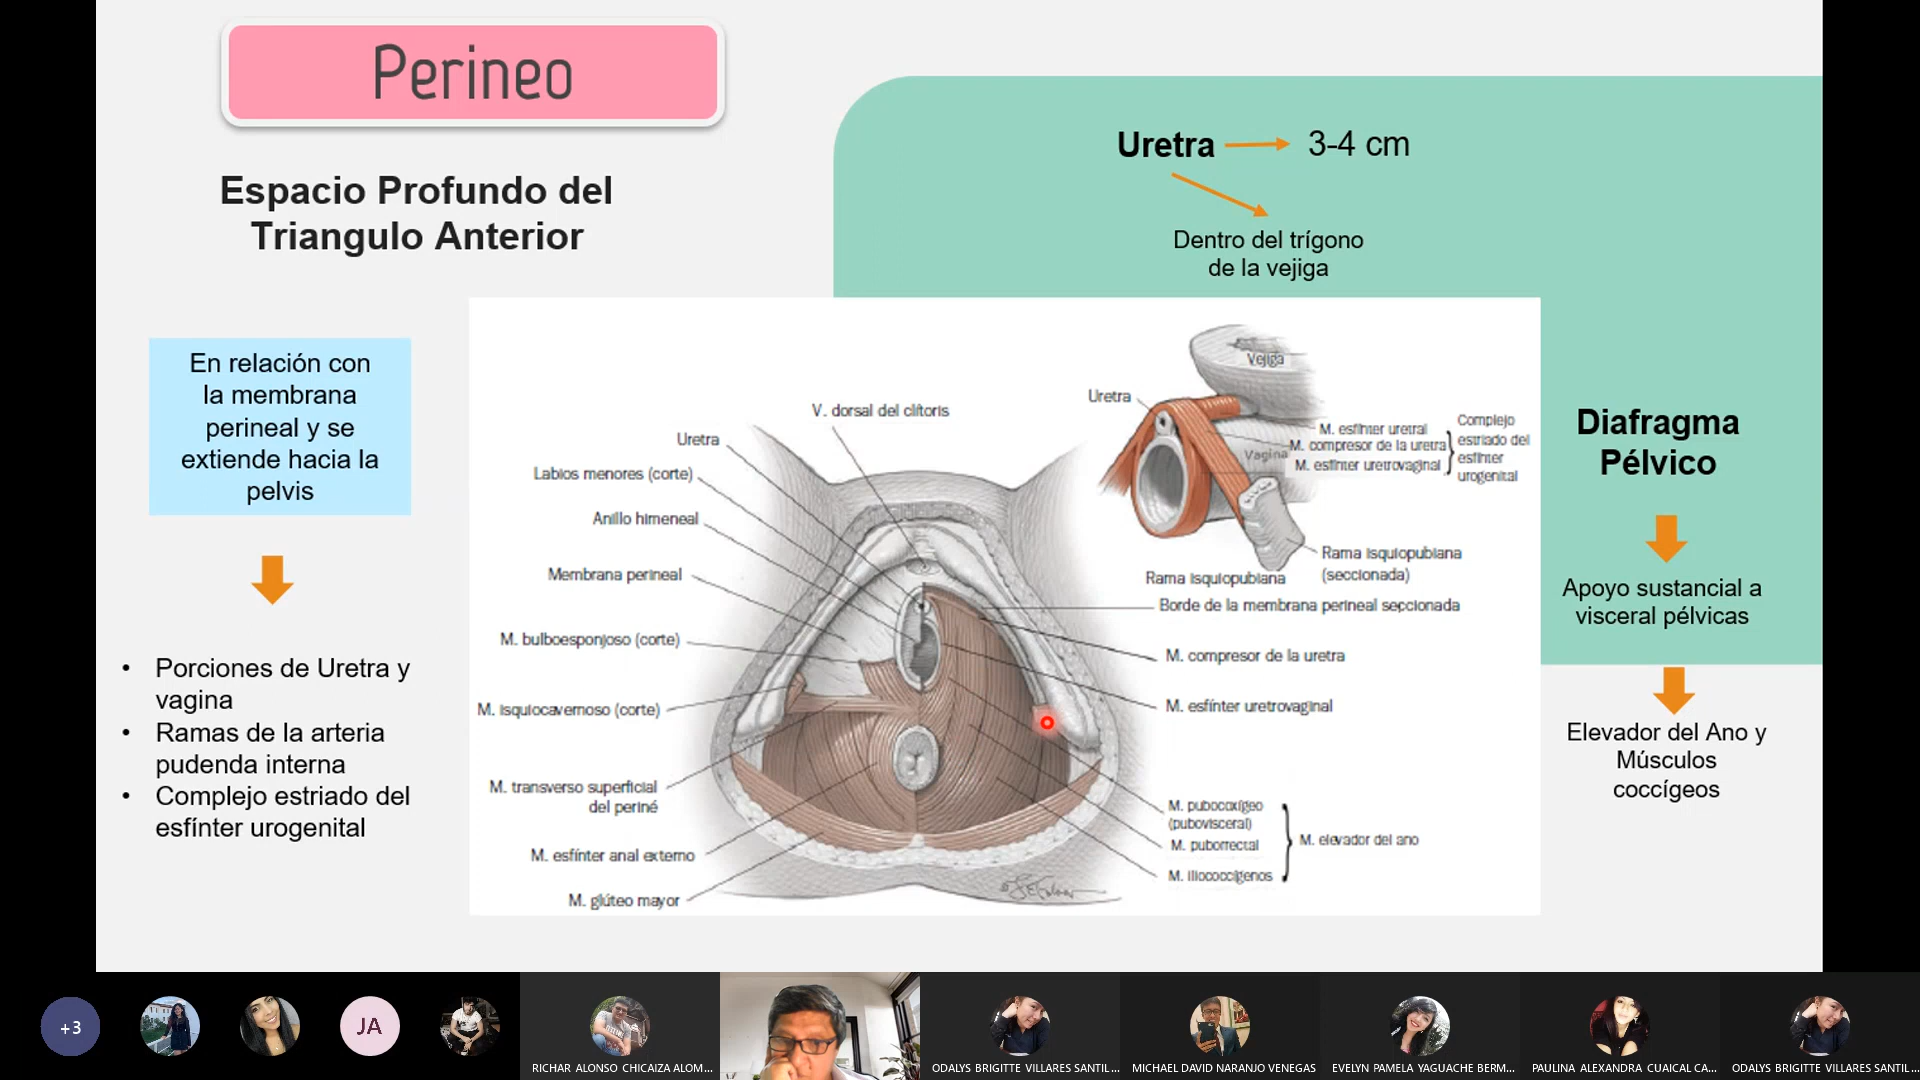 Perineo
Espacio Profundo del
Triangulo Anterior
En relación con
la membrana
perineal y se
extiende hacia la
pelvis
• Porciones de Uretra y
vagina
• Ramas de la arteria
pudenda interna
• Complejo estriado del
esfínter urogenital
Uretra
3-4 cm
Dentro del trígono
de la vejiga
Diafragma
Pélvico
Apoyo sustancial a
visceral pélvicas
Elevador del Ano y
Músculos
coccígeos
V. dorsal del clítoris
Uretra
Labios menores (corte)
Anillo himeneal
Membrana perineal
M. bulboesponjoso (corte)
M. isquiocavernoso (corte)
M. transverso superficial
del periné
M. esfínter anal externo
M. glúteo mayor
Vejiga
Uretra
Vagina
M. esfínter uretral
M. compresor de la uretra
M. esfínter uretrovaginal
Complejo
estriado del
esfínter
urogenital
Rama isquiopubiana
(seccionada)
Rama isquiopubiana
Borde de la membrana perineal seccionada
M. compresor de la uretra
M. esfínter uretrovaginal
M. pubocoxígeo
(pubovisceral)
M. puborrectal
M. iliococcígenos
M. elevador del ano
+3
JA
RICHAR ALONSO CHICAIZA ALOM...
ODALYS BRIGITTE VILLARES SANTIL...
MICHAEL DAVID NARANJO VENEGAS
EVELYN PAMELA YAGUACHE BERM...
PAULINA ALEXANDRA CUAICAL CA...
ODALYS BRIGITTE VILLARES SANTIL...